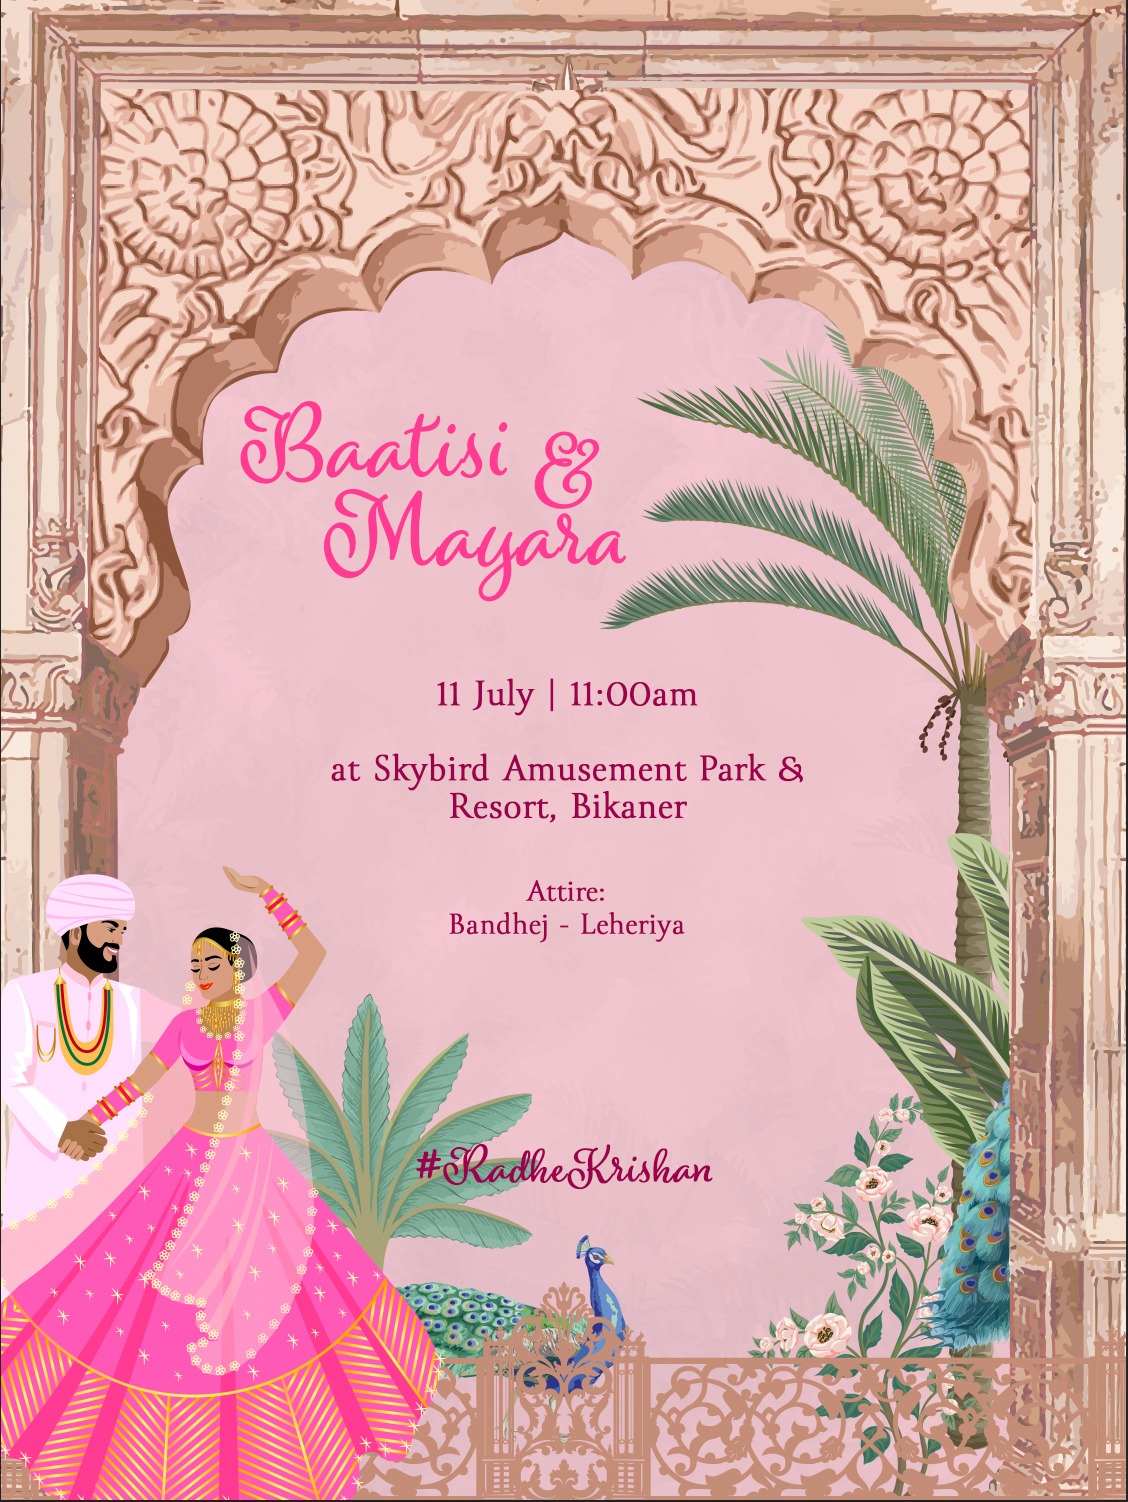 Baatisi &
Mayara
11 July | 11:00am
at Skybird Amusement Park &
Resort, Bikaner
Attire:
Bandhej - Leheriya
#RadheKrishan